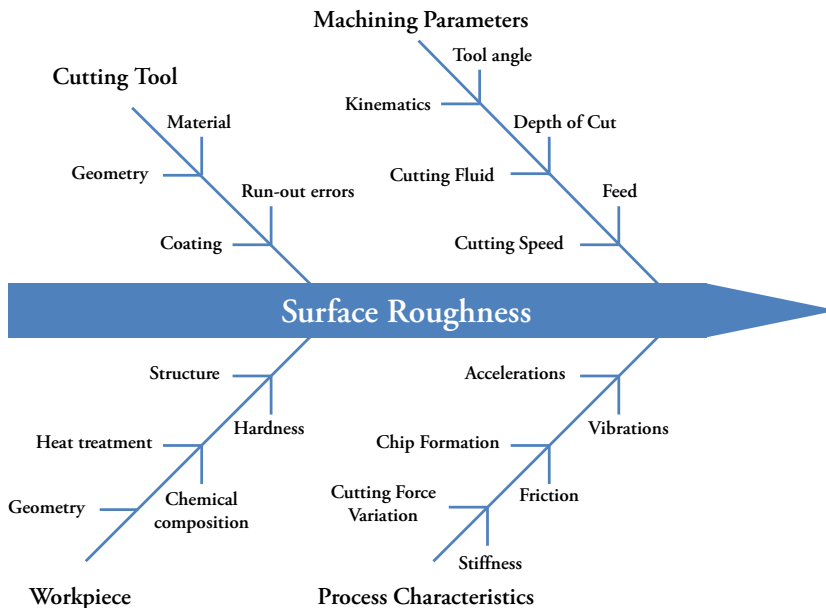 Machining Parameters
Tool angle
Cutting Tool
Kinematics
Material
Depth of Cut
Geometry
Cutting Fluid
Run-out errors
Feed
Coating
Cutting Speed
Surface Roughness
Structure
Accelerations
Hardness
Vibrations
Heat treatment
Chip Formation
Cutting Force
Variation
Friction
Geometry
Chemical
composition
Stiffness
Workpiece
Process Characteristics